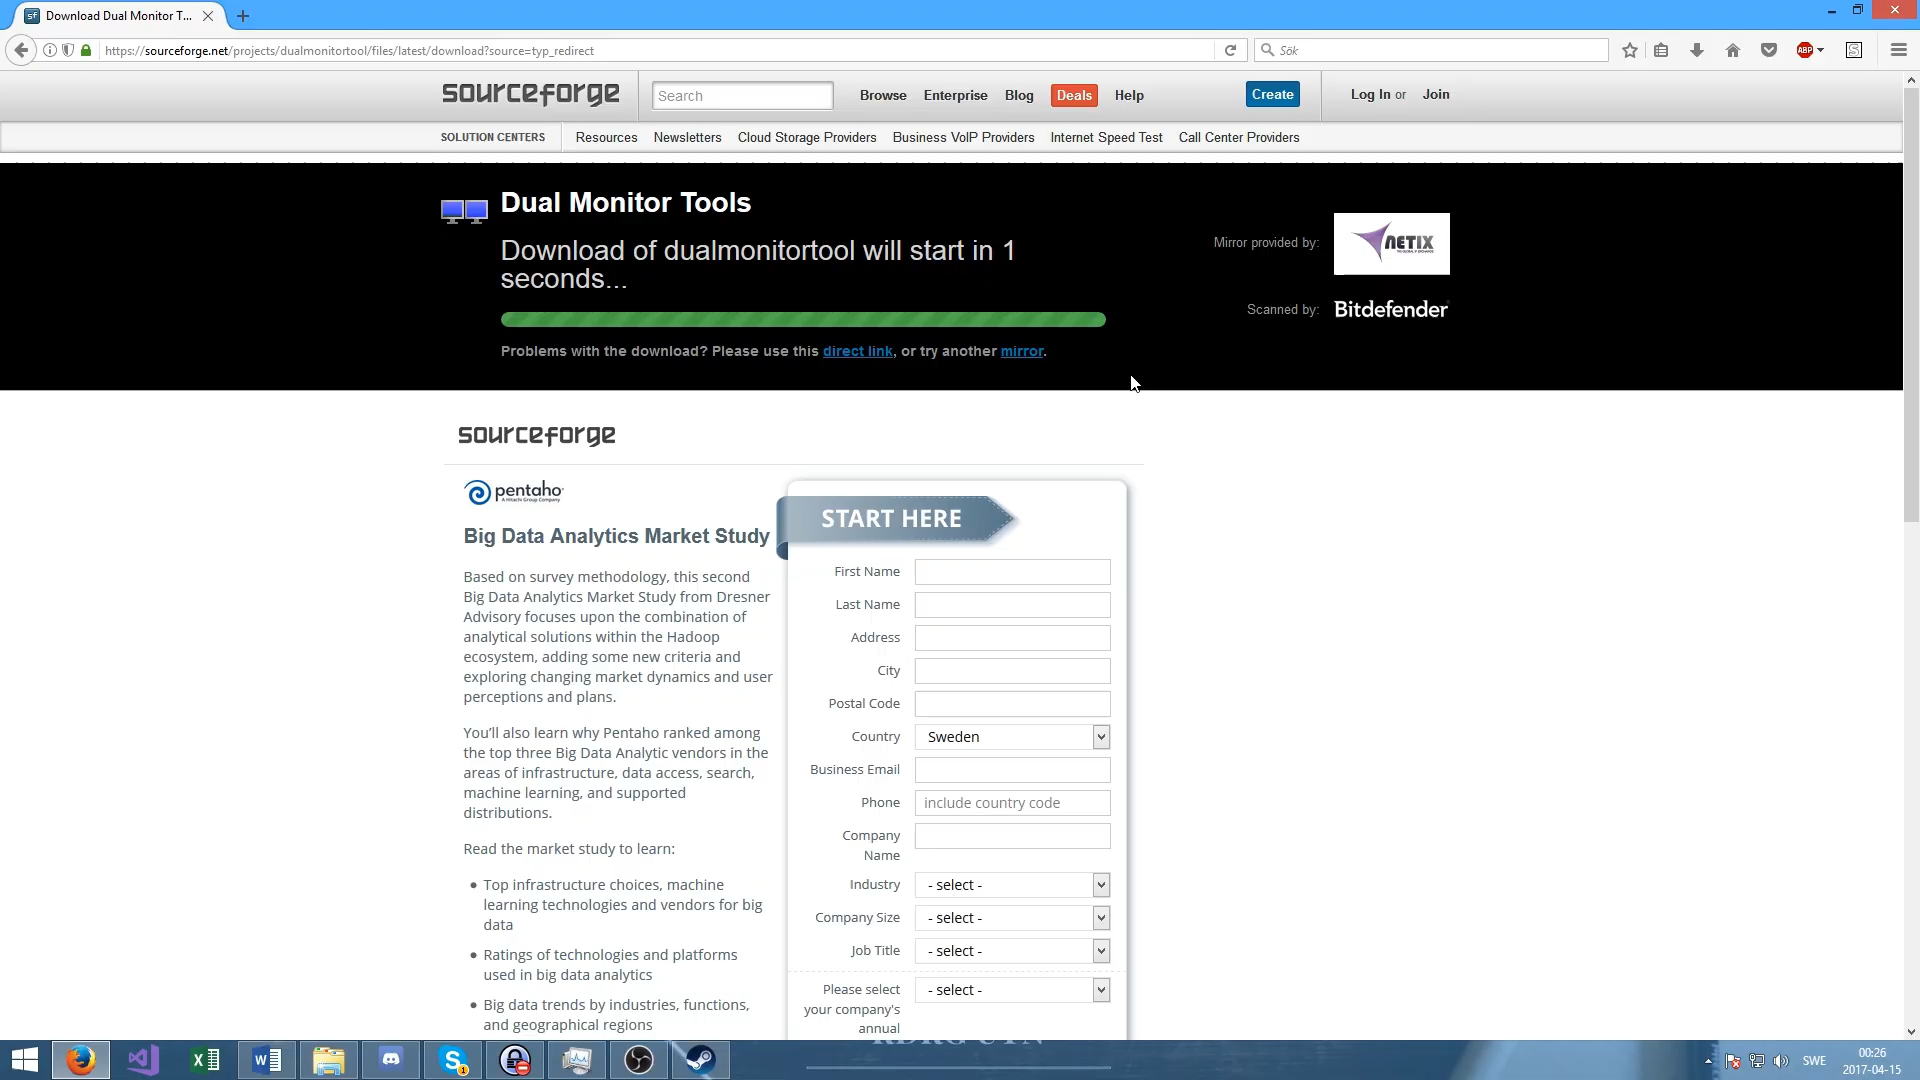 sf Download Dual Monitor T...
https://sourceforge.net/projects/dualmonitortool/files/latest/download?source=typ_redirect
Sök
ABP
sourceforge
Search
Browse
Enterprise
Blog
Deals
Help
Create
Log In or
Join
SOLUTION CENTERS
Resources
Newsletters
Cloud Storage Providers
Business VoIP Providers
Internet Speed Test
Call Center Providers
Dual Monitor Tools
Download of dualmonitortool will start in 1
seconds...
Problems with the download? Please use this direct link, or try another mirror.
Mirror provided by:
NETIX
Scanned by:
Bitdefender
sourceforge
pentaho
A Hitachi Group Company
Big Data Analytics Market Study
Based on survey methodology, this second
Big Data Analytics Market Study from Dresner
Advisory focuses upon the combination of
analytical solutions within the Hadoop
ecosystem, adding some new criteria and
exploring changing market dynamics and user
perceptions and plans.
You'll also learn why Pentaho ranked among
the top three Big Data Analytic vendors in the
areas of infrastructure, data access, search,
machine learning, and supported
distributions.
Read the market study to learn:
Top infrastructure choices, machine
learning technologies and vendors for big
data
Ratings of technologies and platforms
used in big data analytics
Big data trends by industries, functions,
and geographical regions
START HERE
First Name
Last Name
Address
City
Postal Code
Country
Sweden
Business Email
Phone
include country code
Company
Name
Industry
- select -
Company Size
- select -
Job Title
- select -
Please select
your company's
annual
- select -
SWE
00:26
2017-04-15